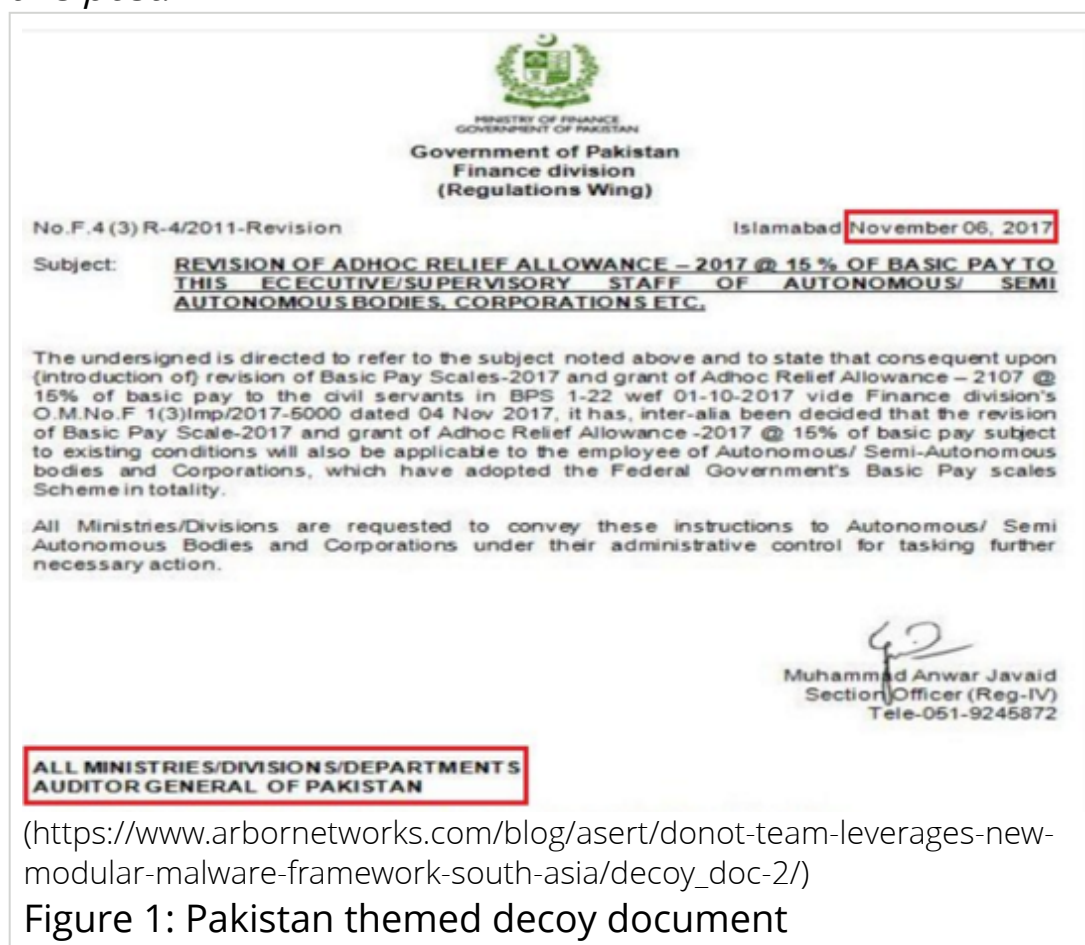 MINISTRY OF FINANCE
GOVERNMENT OF PAKISTAN
Government of Pakistan
Finance division
(Regulations Wing)
No.F.4 (3) R-4/2011-Revision Islamabad November 06, 2017
Subject: REVISION OF ADHOC RELIEF ALLOWANCE – 2017 @ 15 % OF BASIC PAY TO
THIS ECECUTIVE/SUPERVISORY STAFF OF AUTONOMOUS/ SEMI
AUTONOMOUS BODIES, CORPORATIONS ETC.
The undersigned is directed to refer to the subject noted above and to state that consequent upon
{introduction of} revision of Basic Pay Scales-2017 and grant of Adhoc Relief Allowance – 2107 @
15% of basic pay to the civil servants in BPS 1-22 wef 01-10-2017 vide Finance division's
O.M.No.F 1(3)Imp/2017-5000 dated 04 Nov 2017, it has, inter-alia been decided that the revision
of Basic Pay Scale-2017 and grant of Adhoc Relief Allowance -2017 @ 15% of basic pay subject
to existing conditions will also be applicable to the employee of Autonomous/ Semi-Autonomous
bodies and Corporations, which have adopted the Federal Government's Basic Pay scales
Scheme in totality.
All Ministries/Divisions are requested to convey these instructions to Autonomous/ Semi
Autonomous Bodies and Corporations under their administrative control for tasking further
necessary action.
Muhammad Anwar Javaid
Section Officer (Reg-IV)
Tele-051-9245872
ALL MINISTRIES/DIVISIONS/DEPARTMENTS
AUDITOR GENERAL OF PAKISTAN
(https://www.arbornetworks.com/blog/asert/donot-team-leverages-new-
modular-malware-framework-south-asia/decoy_doc-2/)
Figure 1: Pakistan themed decoy document